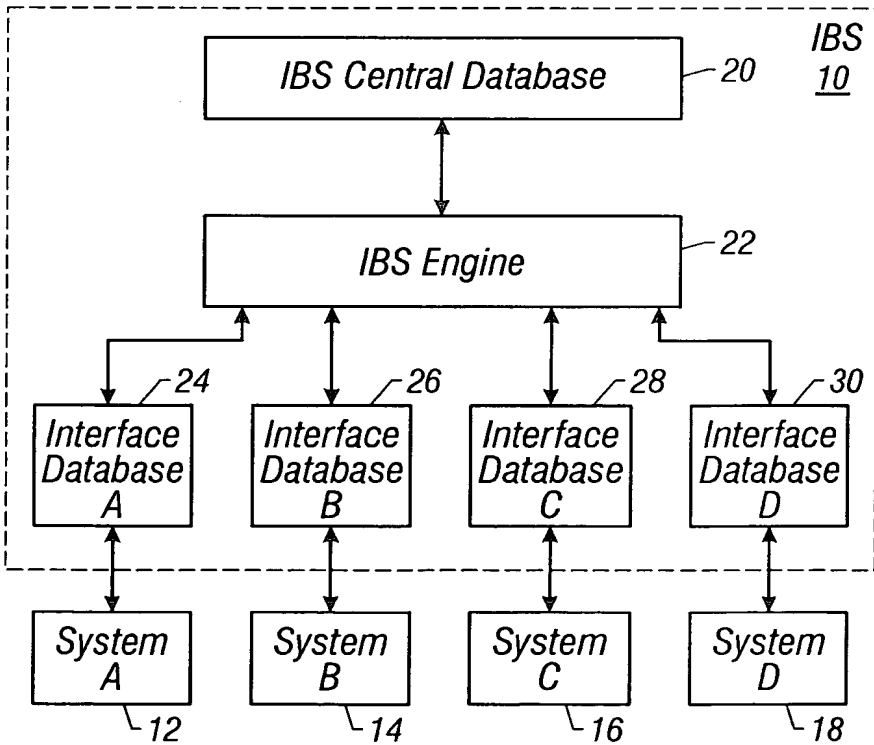 IBS
10
IBS Central Database
20
IBS Engine
22
24
26
28
30
Interface
Database
A
Interface
Database
B
Interface
Database
C
Interface
Database
D
System
A
System
B
System
C
System
D
12
14
16
18